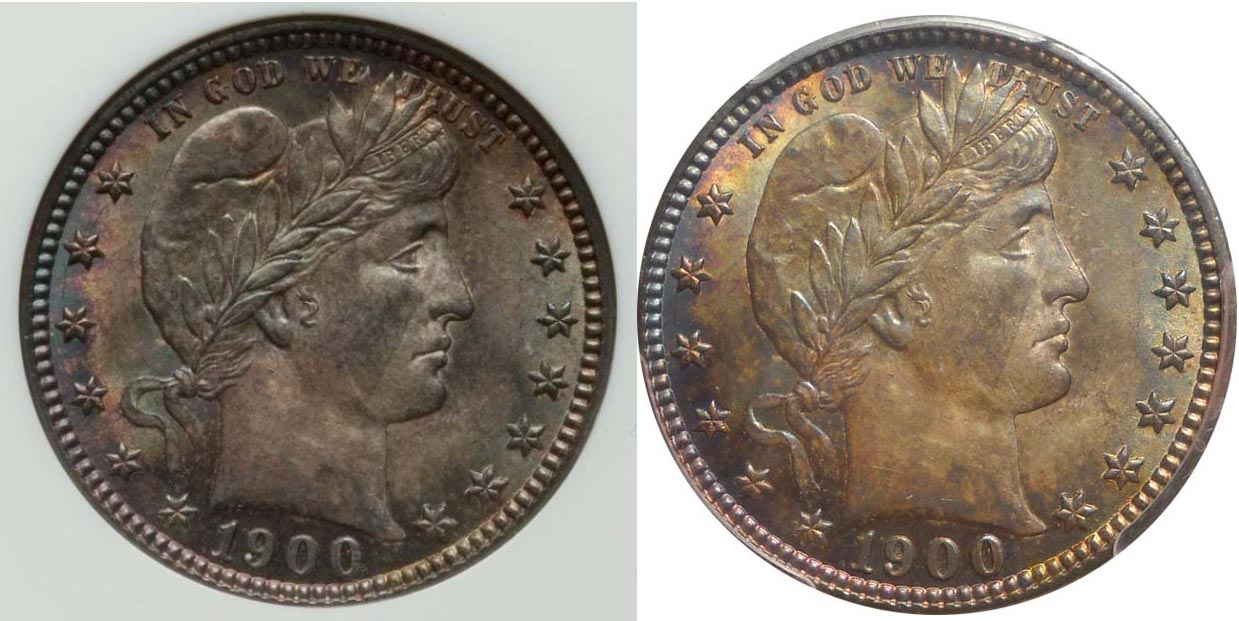 IN GOD WE TRUST
LIBERTY
1900
IN GOD WE TRUST
LIBERTY
1900